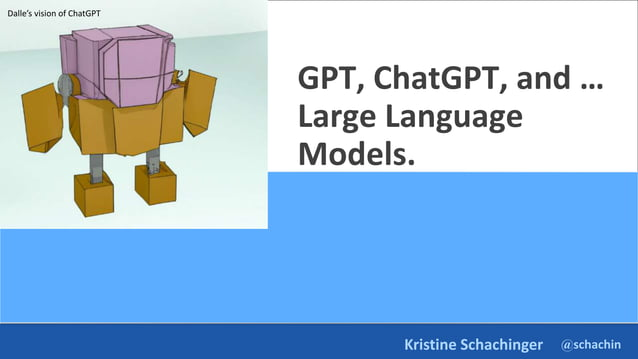 Dalle's vision of ChatGPT
GPT, ChatGPT, and …
Large Language
Models.
Kristine Schachinger @schachin